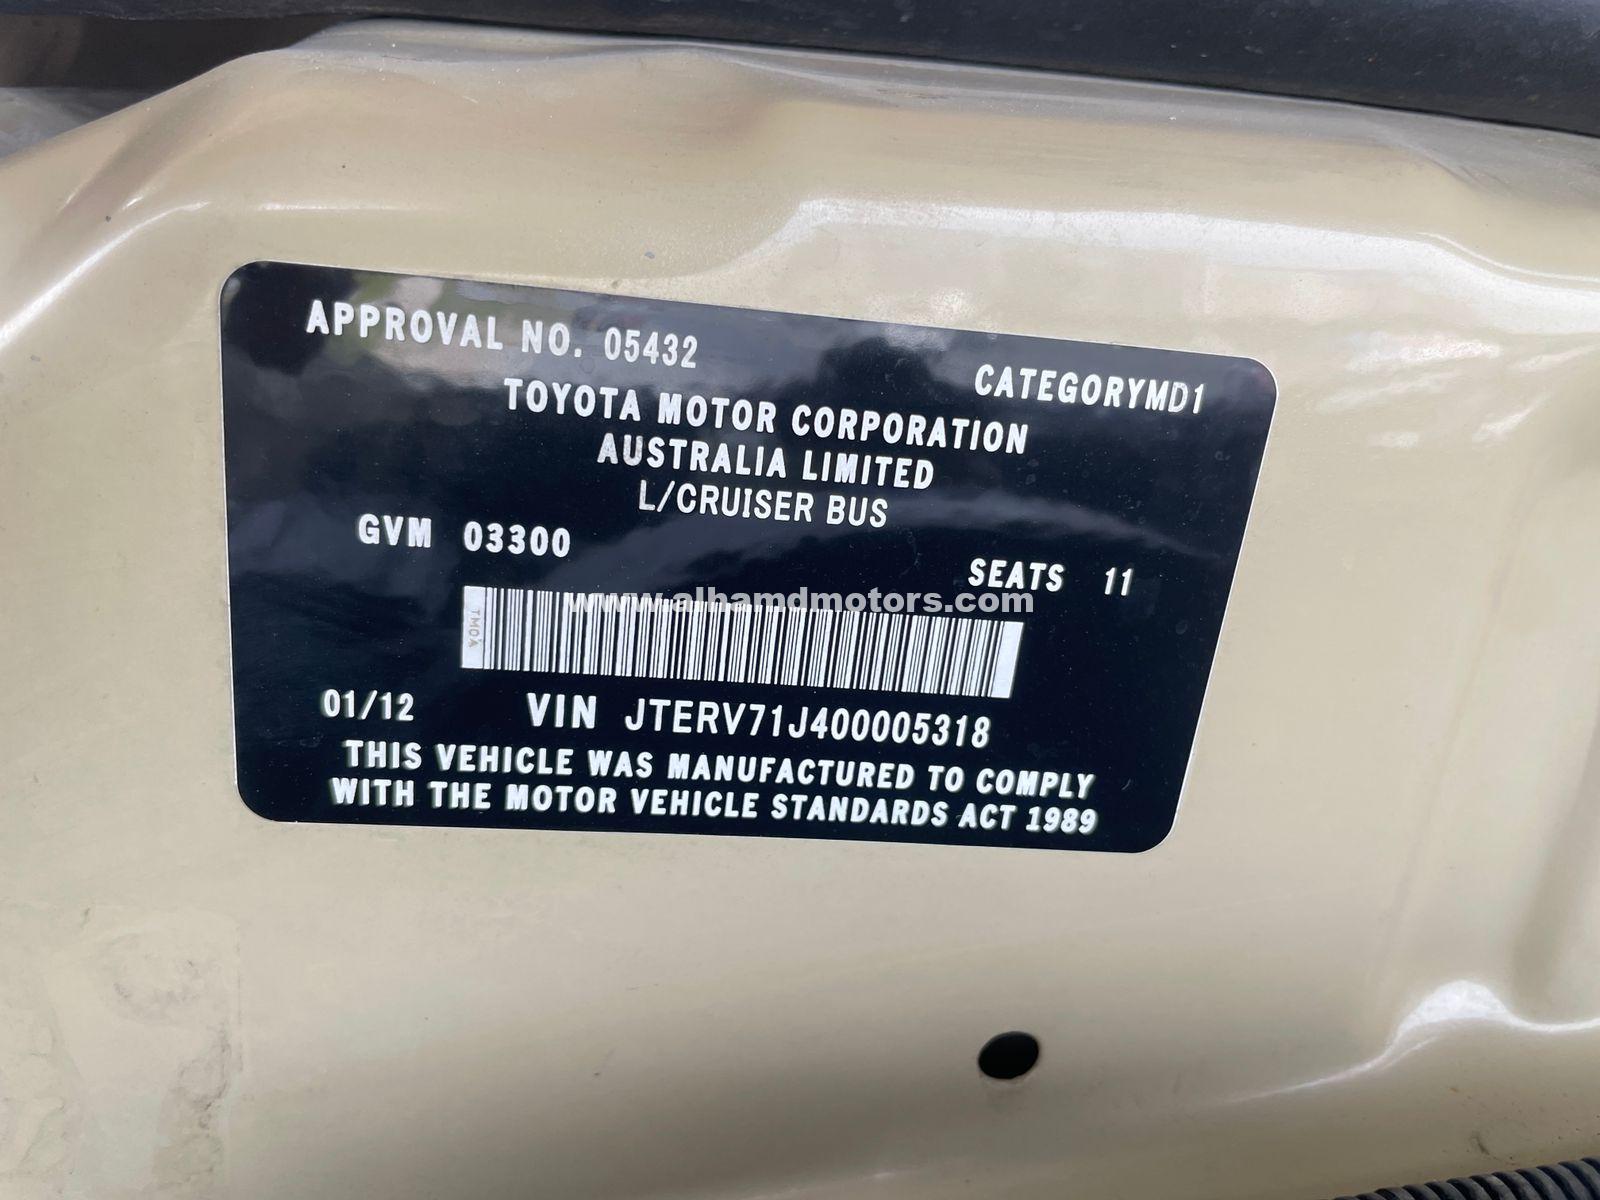 APPROVAL NO. 05432
CATEGORYMD1
TOYOTA MOTOR CORPORATION
AUSTRALIA LIMITED
L/CRUISER BUS
GVM 03300
SEATS 11
www.alhamdmotors.com
TMCA
01/12 VIN JTERV71J400005318
THIS VEHICLE WAS MANUFACTURED TO COMPLY
WITH THE MOTOR VEHICLE STANDARDS ACT 1989